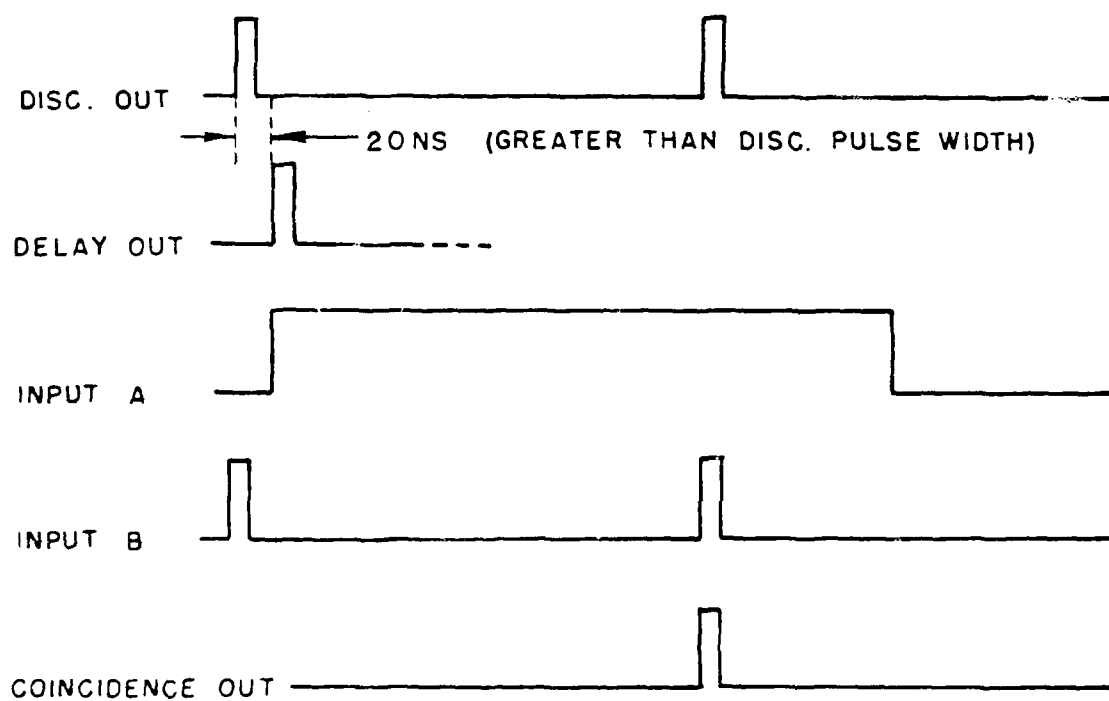 DISC. OUT
20NS (GREATER THAN DISC. PULSE WIDTH)
DELAY OUT
INPUT A
INPUT B
COINCIDENCE OUT